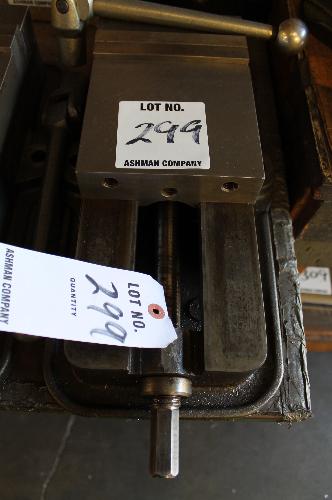 LOT NO.
299
ASHMAN COMPANY
LOT NO.
299
QUANTITY
ASHMAN COMPANY